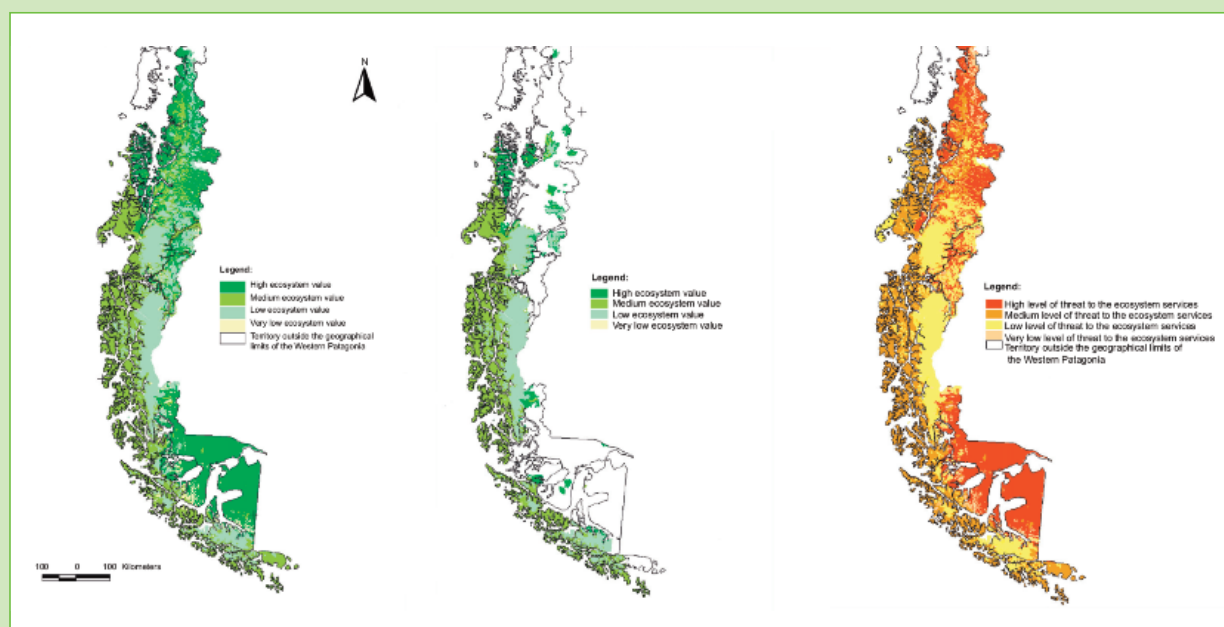 N
Legend:
High ecosystem value
Medium ecosystem value
Low ecosystem value
Very low ecosystem value
Territory outside the geographical
limits of the Western Patagonia
100 0 100 Kilometers
Legend:
High ecosystem value
Medium ecosystem value
Low ecosystem value
Very low ecosystem value
Legend:
High level of threat to the ecosystem services
Medium level of threat to the ecosystem services
Low level of threat to the ecosystem services
Very low level of threat to the ecosystem services
Territory outside the geographical limits of
the Western Patagonia